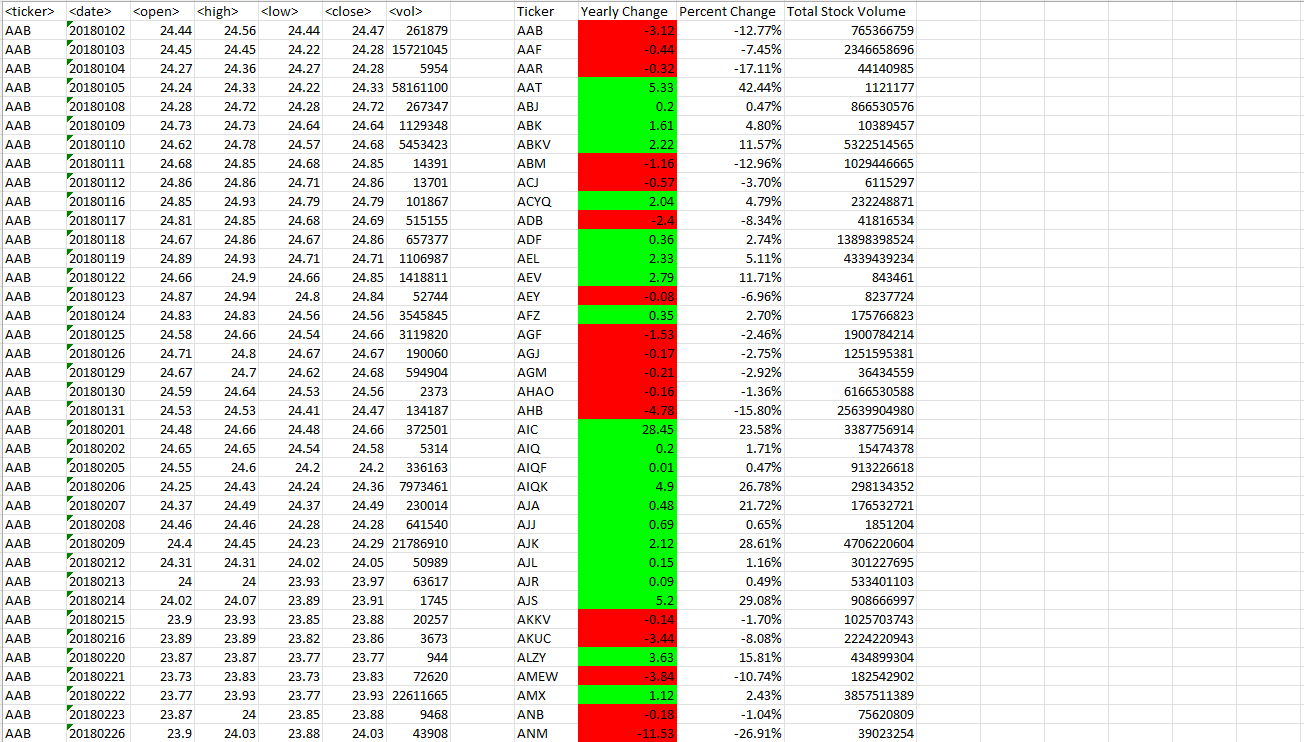 <ticker> <date> <open> <high> <low> <close> <vol> Ticker Yearly Change Percent Change Total Stock Volume
AAB 20180102 24.44 24.56 24.44 24.47 261879 AAB -3.12 -12.77% 765366759
AAB 20180103 24.45 24.45 24.22 24.28 15721045 AAF -0.44 -7.45% 2346658696
AAB 20180104 24.27 24.36 24.27 24.28 5954 AAR -0.32 -17.11% 44140985
AAB 20180105 24.24 24.33 24.22 24.33 58161100 AAT 5.33 42.44% 1121177
AAB 20180108 24.28 24.72 24.28 24.72 267347 ABJ 0.2 0.47% 866530576
AAB 20180109 24.73 24.73 24.64 24.64 1129348 ABK 1.61 4.80% 10389457
AAB 20180110 24.62 24.78 24.57 24.68 5453423 ABKV 2.22 11.57% 5322514565
AAB 20180111 24.68 24.85 24.68 24.85 14391 ABM -1.16 -12.96% 1029446665
AAB 20180112 24.86 24.86 24.71 24.86 13701 ACJ -0.57 -3.70% 6115297
AAB 20180116 24.85 24.93 24.79 24.79 101867 ACYQ 2.04 4.79% 232248871
AAB 20180117 24.81 24.85 24.68 24.69 515155 ADB -2.4 -8.34% 41816534
AAB 20180118 24.67 24.86 24.67 24.86 657377 ADF 0.36 2.74% 13898398524
AAB 20180119 24.89 24.93 24.71 24.71 1106987 AEL 2.33 5.11% 4339439234
AAB 20180122 24.66 24.9 24.66 24.85 1418811 AEV 2.79 11.71% 843461
AAB 20180123 24.87 24.94 24.8 24.84 52744 AEY -0.08 -6.96% 8237724
AAB 20180124 24.83 24.83 24.56 24.56 3545845 AFZ 0.35 2.70% 175766823
AAB 20180125 24.58 24.66 24.54 24.66 3119820 AGF -1.53 -2.46% 1900784214
AAB 20180126 24.71 24.8 24.67 24.67 190060 AGJ -0.17 -2.75% 1251595381
AAB 20180129 24.67 24.7 24.62 24.68 594904 AGM -0.21 -2.92% 36434559
AAB 20180130 24.59 24.64 24.53 24.56 2373 AHAO -0.16 -1.36% 6166530588
AAB 20180131 24.53 24.53 24.41 24.47 134187 AHB -4.78 -15.80% 25639904980
AAB 20180201 24.48 24.66 24.48 24.66 372501 AIC 28.45 23.58% 3387756914
AAB 20180202 24.65 24.65 24.54 24.58 5314 AIQ 0.2 1.71% 15474378
AAB 20180205 24.55 24.6 24.2 24.2 336163 AIQF 0.01 0.47% 913226618
AAB 20180206 24.25 24.43 24.24 24.36 7973461 AIQK 4.9 26.78% 298134352
AAB 20180207 24.37 24.49 24.37 24.49 230014 AJA 0.48 21.72% 176532721
AAB 20180208 24.46 24.46 24.28 24.28 641540 AJJ 0.69 0.65% 1851204
AAB 20180209 24.4 24.45 24.23 24.29 21786910 AJK 2.12 28.61% 4706220604
AAB 20180212 24.31 24.31 24.02 24.05 50989 AJL 0.15 1.16% 301227695
AAB 20180213 24 24 23.93 23.97 63617 AJR 0.09 0.49% 533401103
AAB 20180214 24.02 24.07 23.89 23.91 1745 AJS 5.2 29.08% 908666997
AAB 20180215 23.9 23.93 23.85 23.88 20257 AKKV -0.14 -1.70% 1025703743
AAB 20180216 23.89 23.89 23.82 23.86 3673 AKUC -3.44 -8.08% 2224220943
AAB 20180220 23.87 23.87 23.77 23.77 944 ALZY 3.63 15.81% 434899304
AAB 20180221 23.73 23.83 23.73 23.83 72620 AMEW -3.84 -10.74% 182542902
AAB 20180222 23.77 23.93 23.77 23.93 22611665 AMX 1.12 2.43% 3857511389
AAB 20180223 23.87 24 23.85 23.88 9468 ANB -0.18 -1.04% 75620809
AAB 20180226 23.9 24.03 23.88 24.03 43908 ANM -11.53 -26.91% 39023254